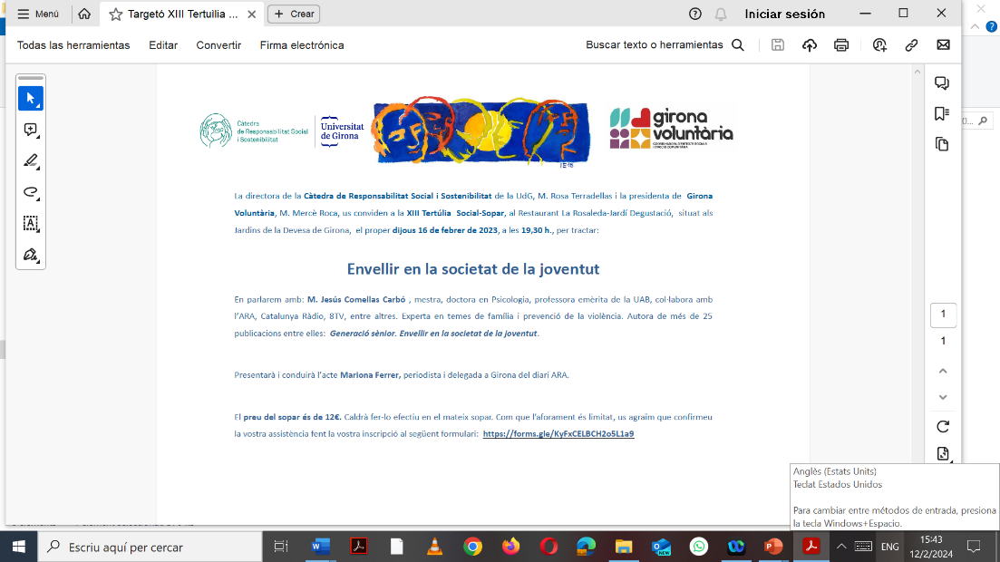 Menú
Targetó XIII Tertúilia ...
Crear
Iniciar sesión
Todas las herramientas
Editar
Convertir
Firma electrónica
Buscar texto o herramientas
Càtedra
de Responsabilitat Social
i Sostenibilitat
Universitat
de Girona
TE-16
girona
voluntària
La directora de la Càtedra de Responsabilitat Social i Sostenibilitat de la UdG, M. Rosa Terradellas i la presidenta de Girona
Voluntària, M. Mercè Roca, us conviden a la XIII Tertúlia Social-Sopar, al Restaurant La Rosaleda-Jardí Degustació, situat als
Jardins de la Devesa de Girona, el proper dijous 16 de febrer de 2023, a les 19,30 h., per tractar:
Envellir en la societat de la joventut
En parlarem amb: M. Jesús Comellas Carbó , mestra, doctora en Psicologia, professora emèrita de la UAB, col·labora amb
l'ARA, Catalunya Ràdio, 8TV, entre altres. Experta en temes de família i prevenció de la violència. Autora de més de 25
publicacions entre elles: Generació sènior. Envellir en la societat de la joventut.
Presentarà i conduirà l'acte Mariona Ferrer, periodista i delegada a Girona del diari ARA.
El preu del sopar és de 12€. Caldrà fer-lo efectiu en el mateix sopar. Com que l'aforament és limitat, us agraïm que confirmeu
la vostra assistència fent la vostra inscripció al següent formulari: https://forms.gle/KyFxCELBCH2o5L1a9
1
1
Anglès (Estats Units)
Teclat Estados Unidos
Para cambiar entre métodos de entrada, presiona
la tecla Windows+Espacio.
Escriu aquí per cercar
ENG
15:43
12/2/2024